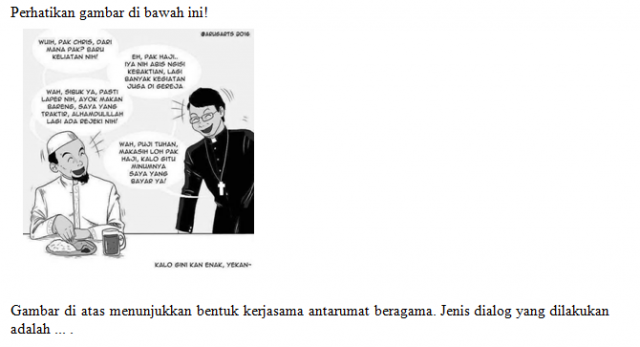 Perhatikan gambar di bawah ini!
@ARUGARTS 2016
WUIH, PAK CHRIS, DARI
MANA PAK? BARU
KELIATAN NIH!
EH, PAK HAJI..
IYA NIH ABIS NGISI
KEBAKTIAN, LAGI
BANYAK KEGIATAN
JUGA DI GEREJA
WAH, SIBUK YA, PASTI
LAPER NIH, AYOK MAKAN
BARENG, SAYA YANG
TRAKTIR, ALHAMDULILLAH
LAGI ADA REJEKI NIH!
WAH, PUJI TUHAN,
MAKASIH LOH PAK
HAJI, KALO GITU
MINUMNYA
SAYA YANG
BAYAR YA!
KALO GINI KAN ENAK, YEKAN~
Gambar di atas menunjukkan bentuk kerjasama antarumat beragama. Jenis dialog yang dilakukan
adalah ... .